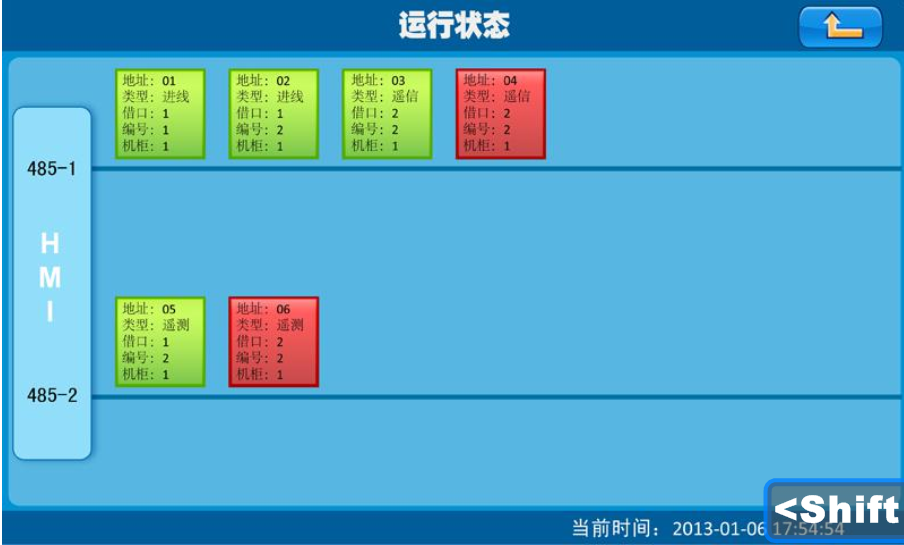 运行状态
地址: 01
类型: 进线
借口: 1
编号: 1
机柜: 1
地址: 02
类型: 进线
借口: 1
编号: 2
机柜: 1
地址: 03
类型: 遥信
借口: 2
编号: 2
机柜: 1
地址: 04
类型: 遥信
借口: 2
编号: 2
机柜: 1
485-1
HMI
地址: 05
类型: 遥测
借口: 1
编号: 2
机柜: 1
地址: 06
类型: 遥测
借口: 2
编号: 2
机柜: 1
485-2
<Shift
当前时间: 2013-01-06 17:54:54